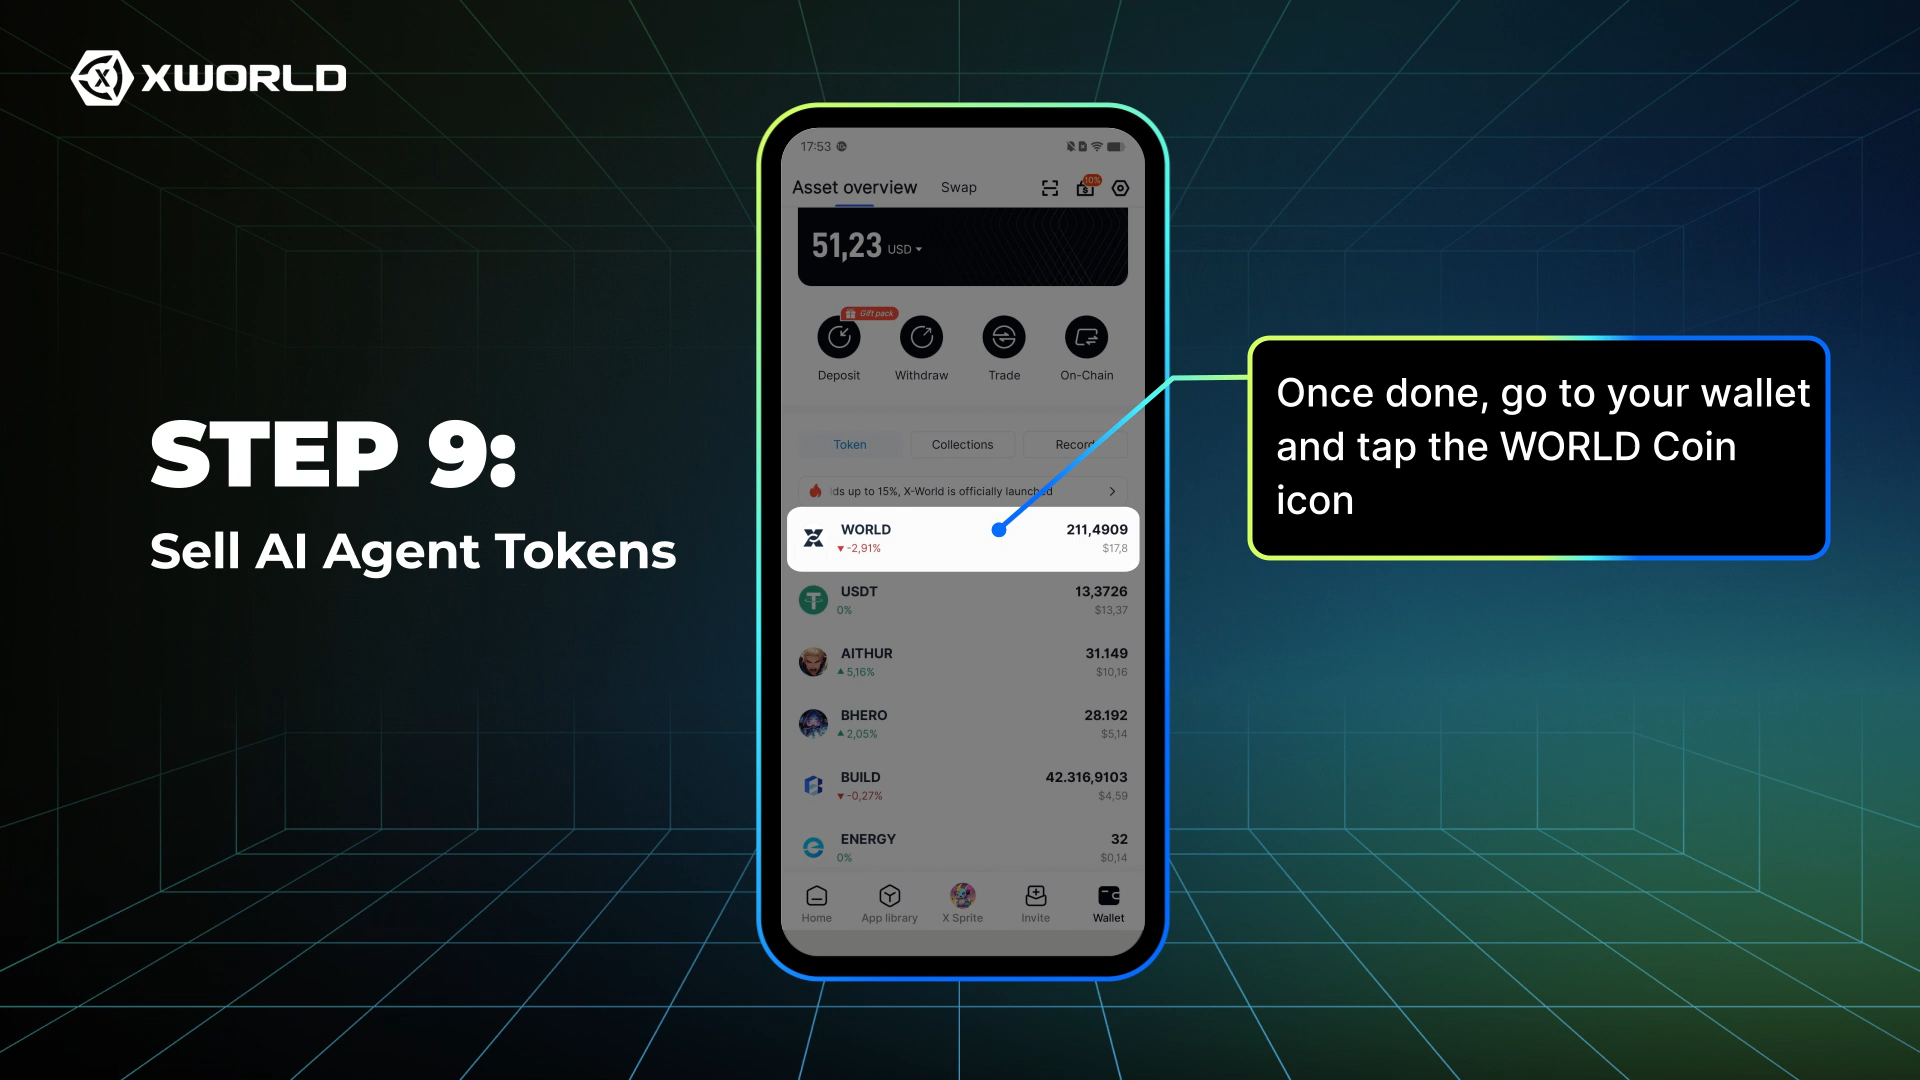 XWORLD
STEP 9:
Sell AI Agent Tokens
17:53
Asset overview Swap
10%
51,23 USD
Gift pack
Deposit Withdraw Trade On-Chain
Token Collections Record
lds up to 15%, X-World is officially launched
WORLD 211,4909
-2,91% $17,8
USDT 13,3726
0% $13,37
AITHUR 31.149
5,16% $10,16
BHERO 28.192
2,05% $5,14
BUILD 42.316,9103
-0,27% $4,59
ENERGY 32
0% $0,14
Home App library X Sprite Invite Wallet
Once done, go to your wallet
and tap the WORLD Coin
icon